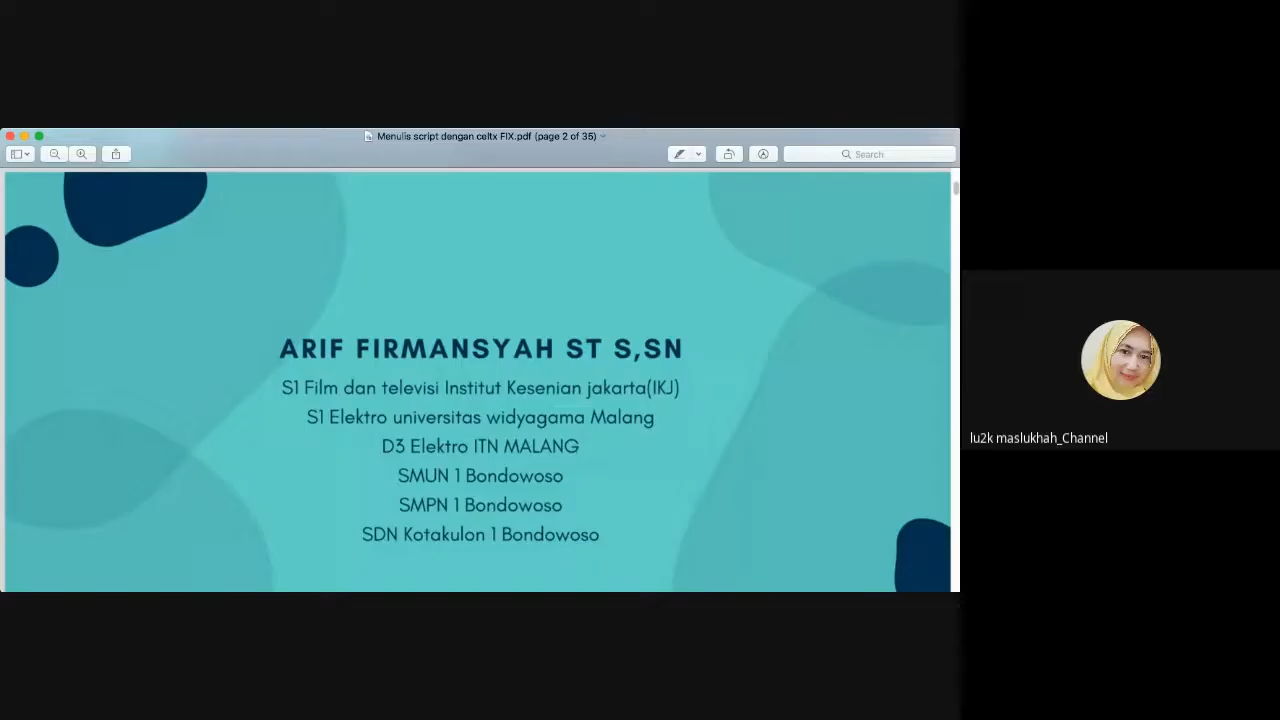 Menulis script dengan celtx FIX.pdf (page 2 of 35)
Search
ARIF FIRMANSYAH ST S,SN
S1 Film dan televisi Institut Kesenian jakarta(IKJ)
S1 Elektro universitas widyagama Malang
D3 Elektro ITN MALANG
SMUN 1 Bondowoso
SMPN 1 Bondowoso
SDN Kotakulon 1 Bondowoso
lu2k maslukhah_Channel